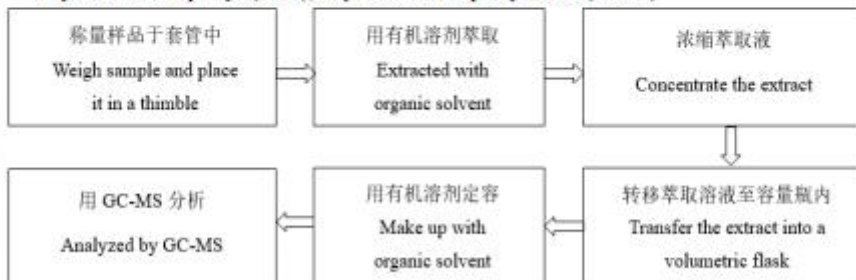 称量样品于套管中
Weigh sample and place
it in a thimble
用有机溶剂萃取
Extracted with
organic solvent
浓缩萃取液
Concentrate the extract
转移萃取溶液至容量瓶内
Transfer the extract into a
volumetric flask
用有机溶剂定容
Make up with
organic solvent
用 GC-MS 分析
Analyzed by GC-MS